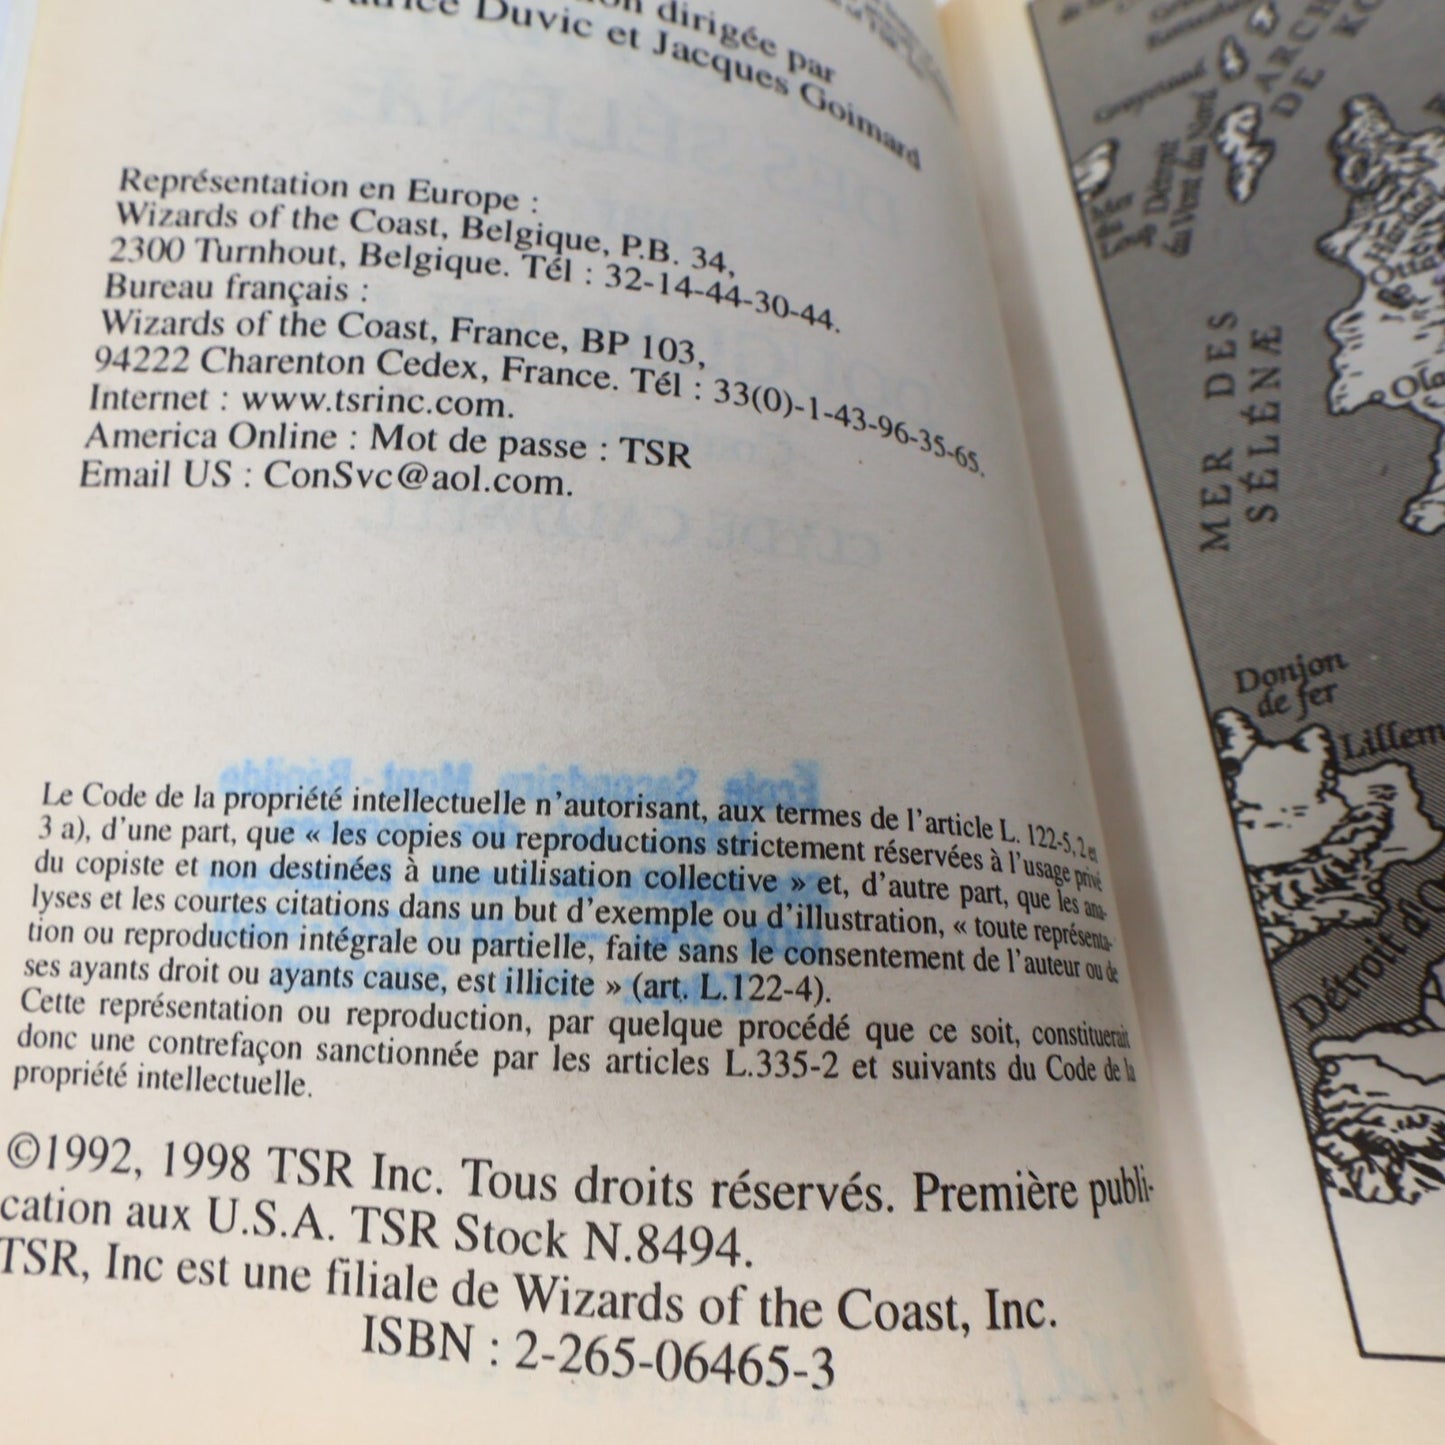 dirigée par
Duvic et Jacques Goimard
Représentation en Europe :
Wizards of the Coast, Belgique, P.B. 34,
2300 Turnhout, Belgique. Tél : 32-14-44-30-44.
Bureau français :
Wizards of the Coast, France, BP 103,
94222 Charenton Cedex, France. Tél : 33(0)-1-43-96-35-65.
Internet : www.tsrinc.com.
America Online : Mot de passe : TSR
Email US : ConSvc@aol.com.
Le Code de la propriété intellectuelle n'autorisant, aux termes de l'article L. 122-5, 2 et
3 a), d'une part, que « les copies ou reproductions strictement réservées à l'usage privé
du copiste et non destinées à une utilisation collective » et, d'autre part, que les ana-
lyses et les courtes citations dans un but d'exemple ou d'illustration, « toute représenta-
tion ou reproduction intégrale ou partielle, faite sans le consentement de l'auteur ou de
ses ayants droit ou ayants cause, est illicite » (art. L.122-4).
Cette représentation ou reproduction, par quelque procédé que ce soit, constituerait
donc une contrefaçon sanctionnée par les articles L.335-2 et suivants du Code de la
propriété intellectuelle.
©1992, 1998 TSR Inc. Tous droits réservés. Première publi-
cation aux U.S.A. TSR Stock N.8494.
TSR, Inc est une filiale de Wizards of the Coast, Inc.
ISBN : 2-265-06465-3
Mer
du
Loup
Détroit
du Vent du Nord
MER DES
SÉLÉNÆ
Donjon
de fer
Détroit